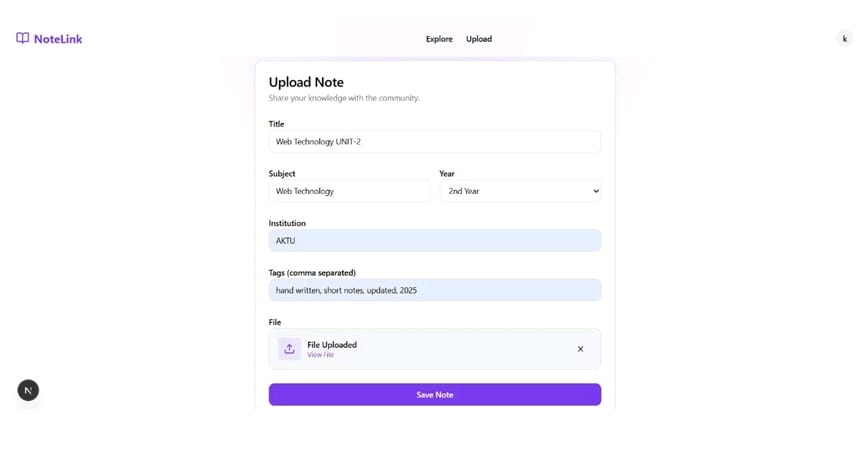 NoteLink
Explore Upload
k
Upload Note
Share your knowledge with the community.
Title
Web Technology UNIT-2
Subject Year
Web Technology 2nd Year
Institution
AKTU
Tags (comma separated)
hand written, short notes, updated, 2025
File
File Uploaded
View File
Save Note
N